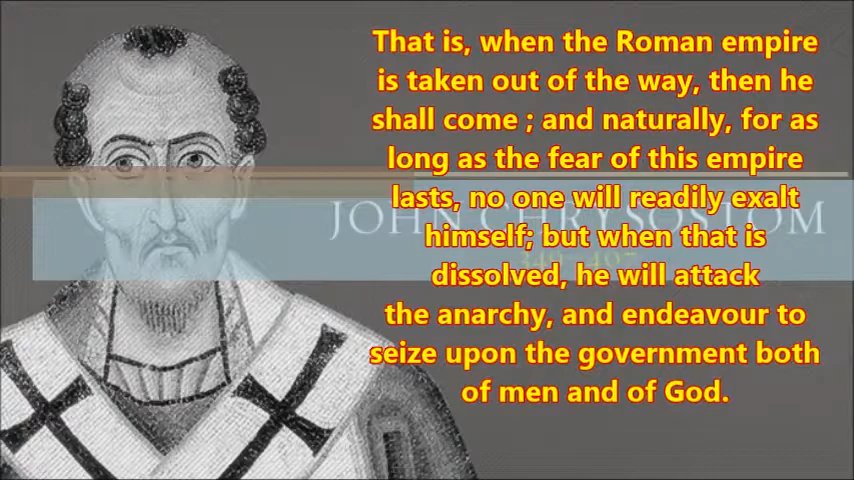 That is, when the Roman empire
is taken out of the way, then he
shall come ; and naturally, for as
long as the fear of this empire
lasts, no one will readily exalt
himself; but when that is
dissolved, he will attack
the anarchy, and endeavour to
seize upon the government both
of men and of God.
JOHN CHRYSOSTOM